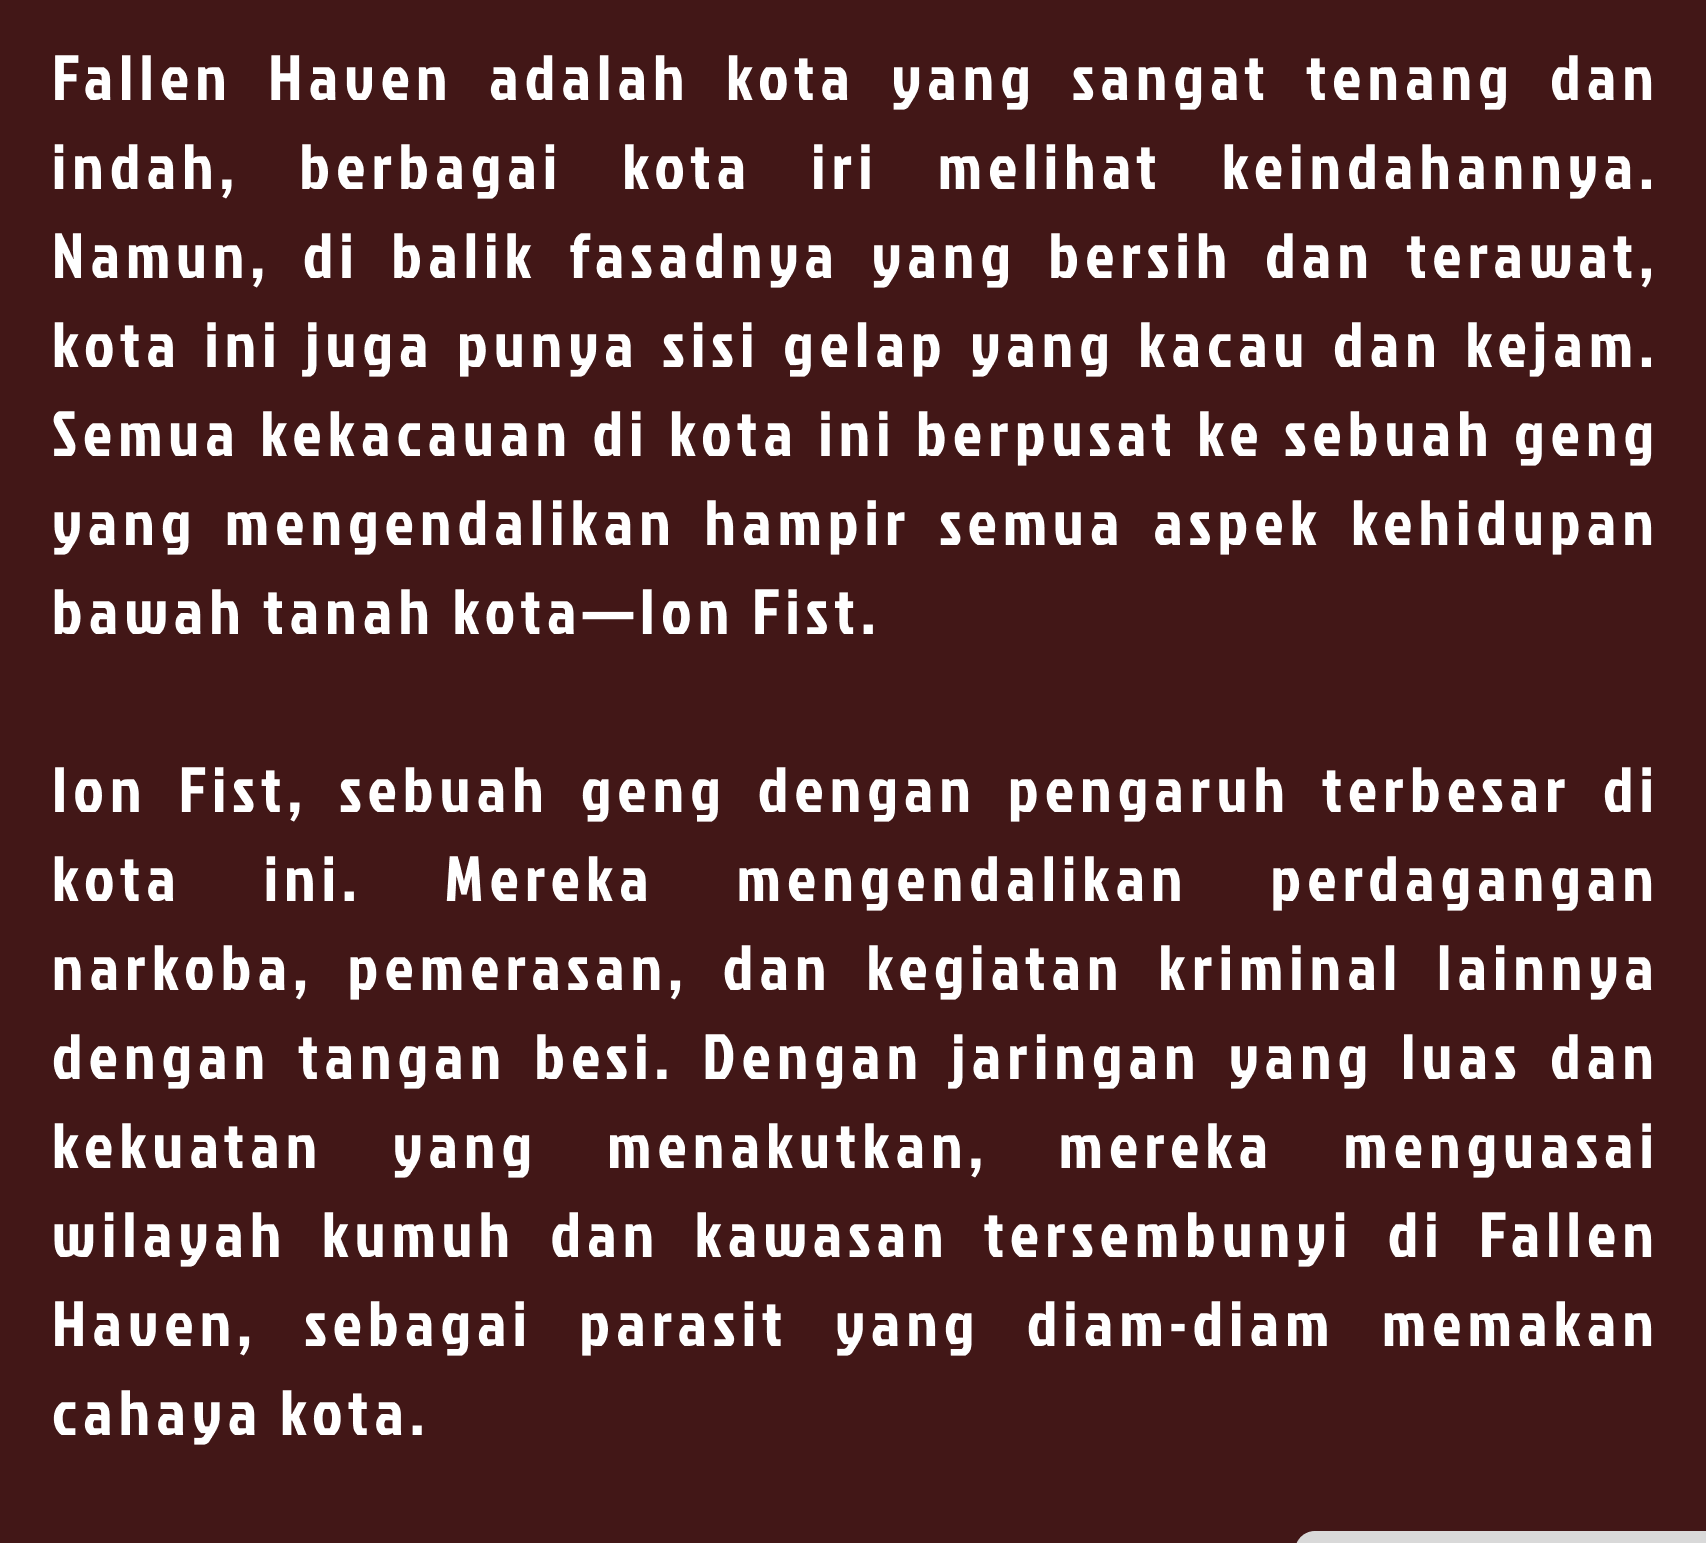 Fallen Haven adalah kota yang sangat tenang dan
indah, berbagai kota iri melihat keindahannya.
Namun, di balik fasadnya yang bersih dan terawat,
kota ini juga punya sisi gelap yang kacau dan kejam.
Semua kekacauan di kota ini berpusat ke sebuah geng
yang mengendalikan hampir semua aspek kehidupan
bawah tanah kota—Ion Fist.
Ion Fist, sebuah geng dengan pengaruh terbesar di
kota ini. Mereka mengendalikan perdagangan
narkoba, pemerasan, dan kegiatan kriminal lainnya
dengan tangan besi. Dengan jaringan yang luas dan
kekuatan yang menakutkan, mereka menguasai
wilayah kumuh dan kawasan tersembunyi di Fallen
Haven, sebagai parasit yang diam-diam memakan
cahaya kota.